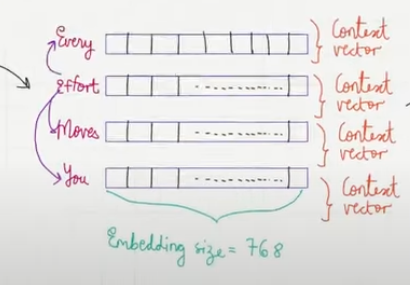 Every
Context
vector
Effort
Context
vector
Moves
Context
vector
You
Context
vector
Embedding size = 768